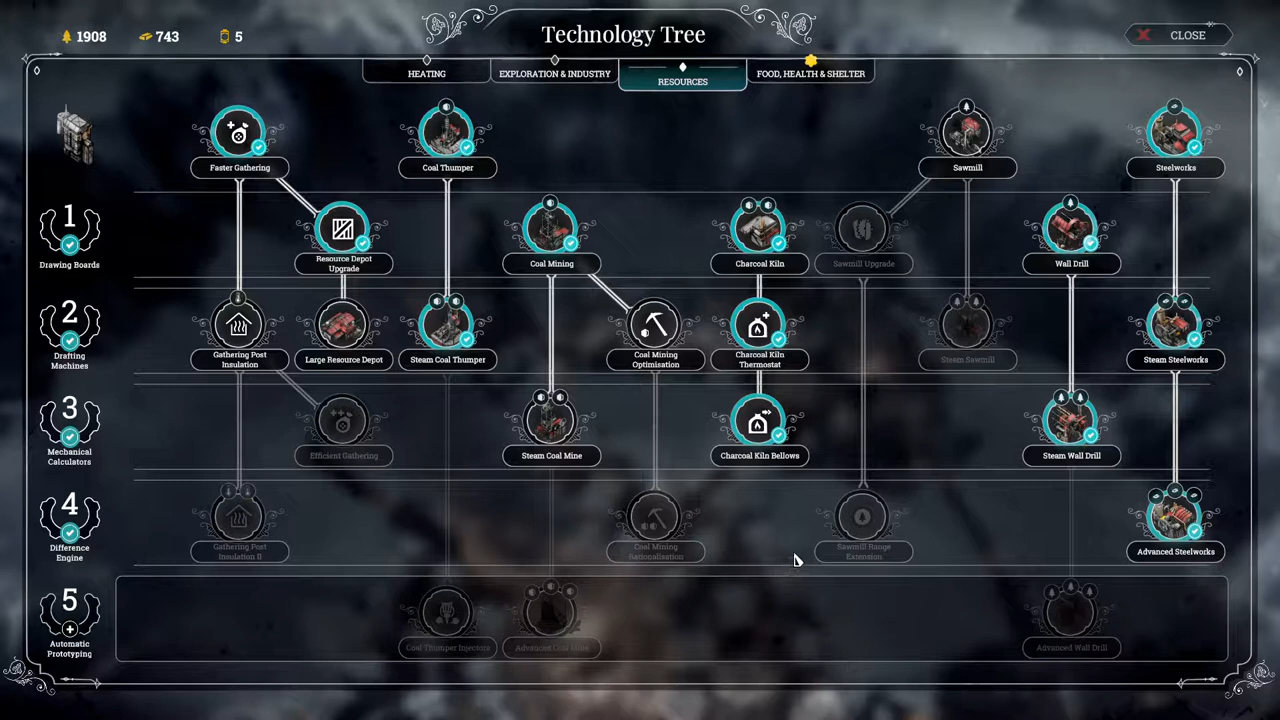 1908
743
5
Technology Tree
CLOSE
HEATING
EXPLORATION & INDUSTRY
RESOURCES
FOOD, HEALTH & SHELTER
Faster Gathering
Coal Thumper
Sawmill
Steelworks
1
Drawing Boards
Resource Depot
Upgrade
Coal Mining
Charcoal Kiln
Sawmill Upgrade
Wall Drill
2
Drafting
Machines
Gathering Post
Insulation
Large Resource Depot
Steam Coal Thumper
Coal Mining
Optimisation
Charcoal Kiln
Thermostat
Steam Sawmill
Steam Steelworks
3
Mechanical
Calculators
Efficient Gathering
Steam Coal Mine
Charcoal Kiln Bellows
Steam Wall Drill
4
Difference
Engine
Gathering Post
Insulation II
Coal Mining
Rationalisation
Sawmill Range
Extension
Advanced Steelworks
5
Automatic
Prototyping
Coal Thumper Injectors
Advanced Coal Mine
Advanced Wall Drill